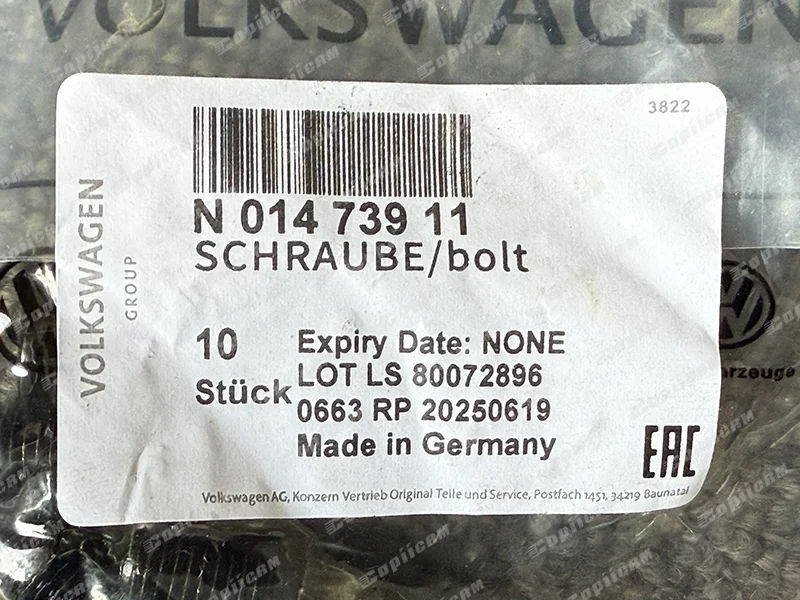 VOLKSWAGEN
3822
N 014 739 11
SCHRAUBE/bolt
VOLKSWAGEN
GROUP
10
Stück
Expiry Date: NONE
LOT LS 80072896
0663 RP 20250619
Made in Germany
EAC
Volkswagen AG, Konzern Vertrieb Original Teile und Service, Postfach 1451, 34219 Baunatal
rzeuge